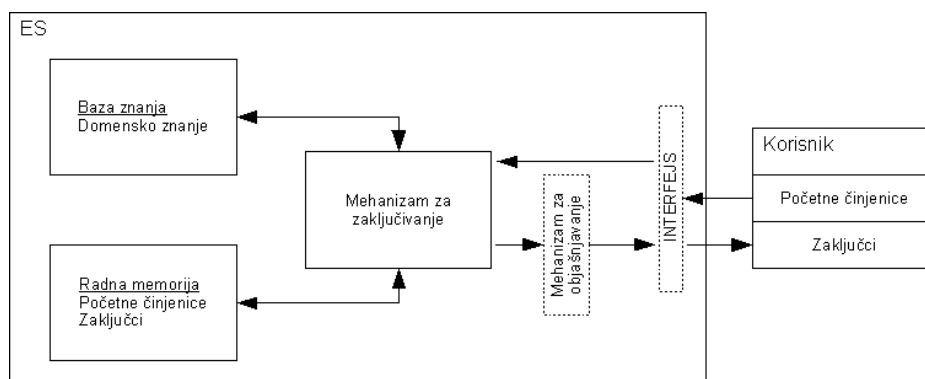 ES
Baza znanja
Domensko znanje
Radna memorija
Početne činjenice
Zaključci
Mehanizam za
zaključivanje
Mehanizam za
objašnjavanje
INTERFEJS
Korisnik
Početne činjenice
Zaključci